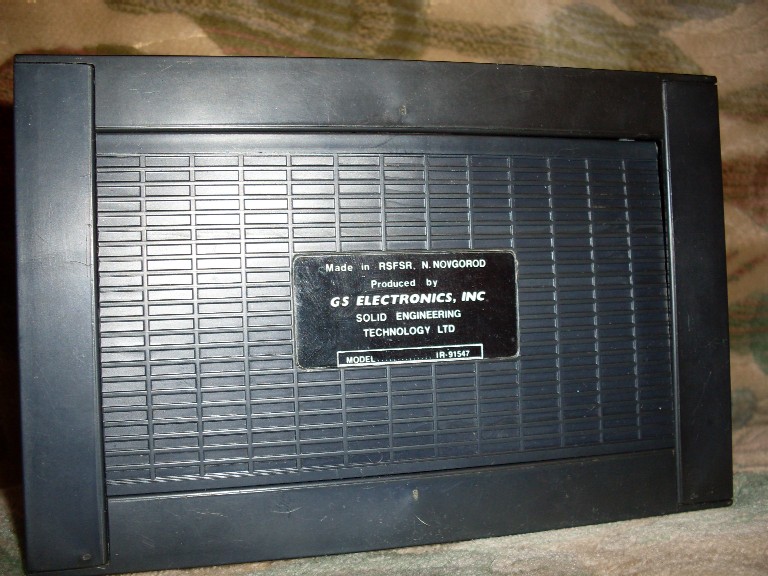 Made in RSFSR, N.NOVGOROD
Produced by
GS ELECTRONICS, INC
SOLID ENGINEERING
TECHNOLOGY LTD
MODEL.............. IR-91547